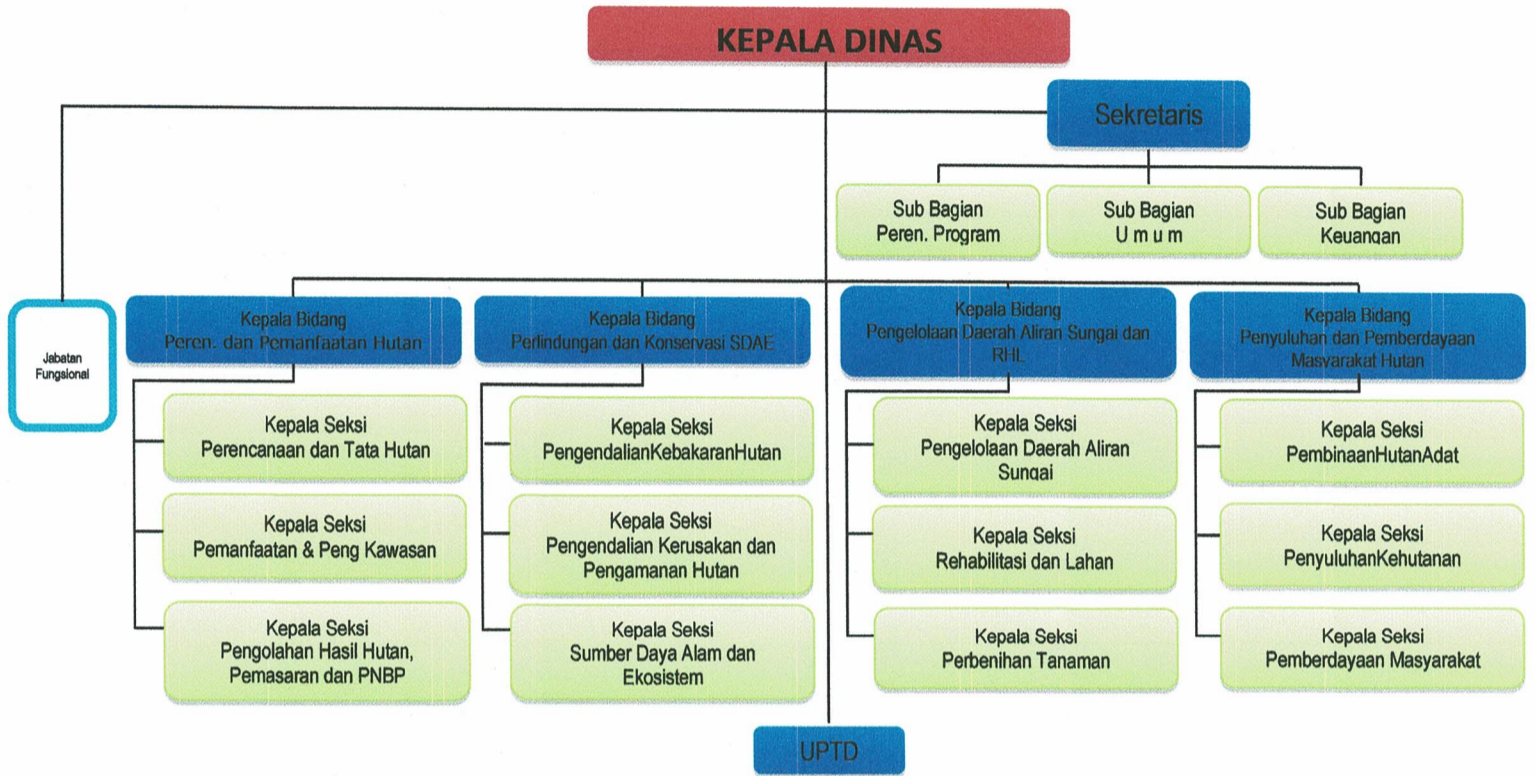 KEPALA DINAS
Sekretaris
Sub Bagian
Peren. Program
Sub Bagian
U m u m
Sub Bagian
Keuangan
Jabatan
Fungsional
Kepala Bidang
Peren. dan Pemanfaatan Hutan
Kepala Seksi
Perencanaan dan Tata Hutan
Kepala Seksi
Pemanfaatan & Peng Kawasan
Kepala Seksi
Pengolahan Hasil Hutan,
Pemasaran dan PNBP
Kepala Bidang
Perlindungan dan Konservasi SDAE
Kepala Seksi
PengendalianKebakaranHutan
Kepala Seksi
Pengendalian Kerusakan dan
Pengamanan Hutan
Kepala Seksi
Sumber Daya Alam dan
Ekosistem
Kepala Bidang
Pengelolaan Daerah Aliran Sungai dan
RHL
Kepala Seksi
Pengelolaan Daerah Aliran
Sungai
Kepala Seksi
Rehabilitasi dan Lahan
Kepala Seksi
Perbenihan Tanaman
Kepala Bidang
Penyuluhan dan Pemberdayaan
Masyarakat Hutan
Kepala Seksi
PembinaanHutanAdat
Kepala Seksi
PenyuluhanKehutanan
Kepala Seksi
Pemberdayaan Masyarakat
UPTD